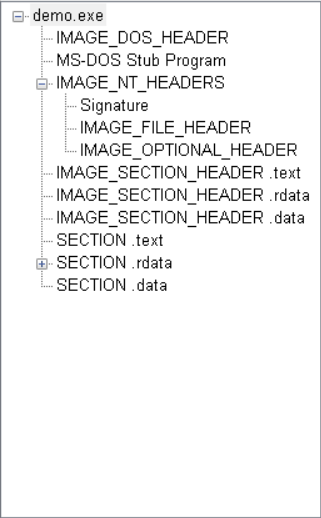 demo.exe
IMAGE_DOS_HEADER
MS-DOS Stub Program
IMAGE_NT_HEADERS
Signature
IMAGE_FILE_HEADER
IMAGE_OPTIONAL_HEADER
IMAGE_SECTION_HEADER .text
IMAGE_SECTION_HEADER .rdata
IMAGE_SECTION_HEADER .data
SECTION .text
SECTION .rdata
SECTION .data